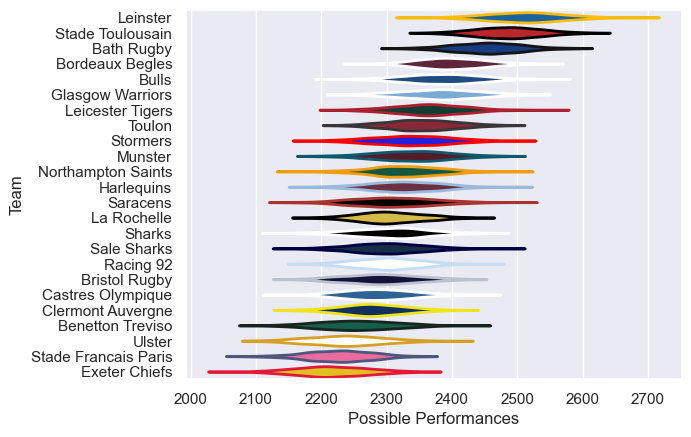 Leinster
Stade Toulousain
Bath Rugby
Bordeaux Begles
Bulls
Glasgow Warriors
Leicester Tigers
Toulon
Stormers
Munster
Northampton Saints
Harlequins
Saracens
La Rochelle
Sharks
Sale Sharks
Racing 92
Bristol Rugby
Castres Olympique
Clermont Auvergne
Benetton Treviso
Ulster
Stade Francais Paris
Exeter Chiefs
Team
2000 2100 2200 2300 2400 2500 2600 2700
Possible Performances